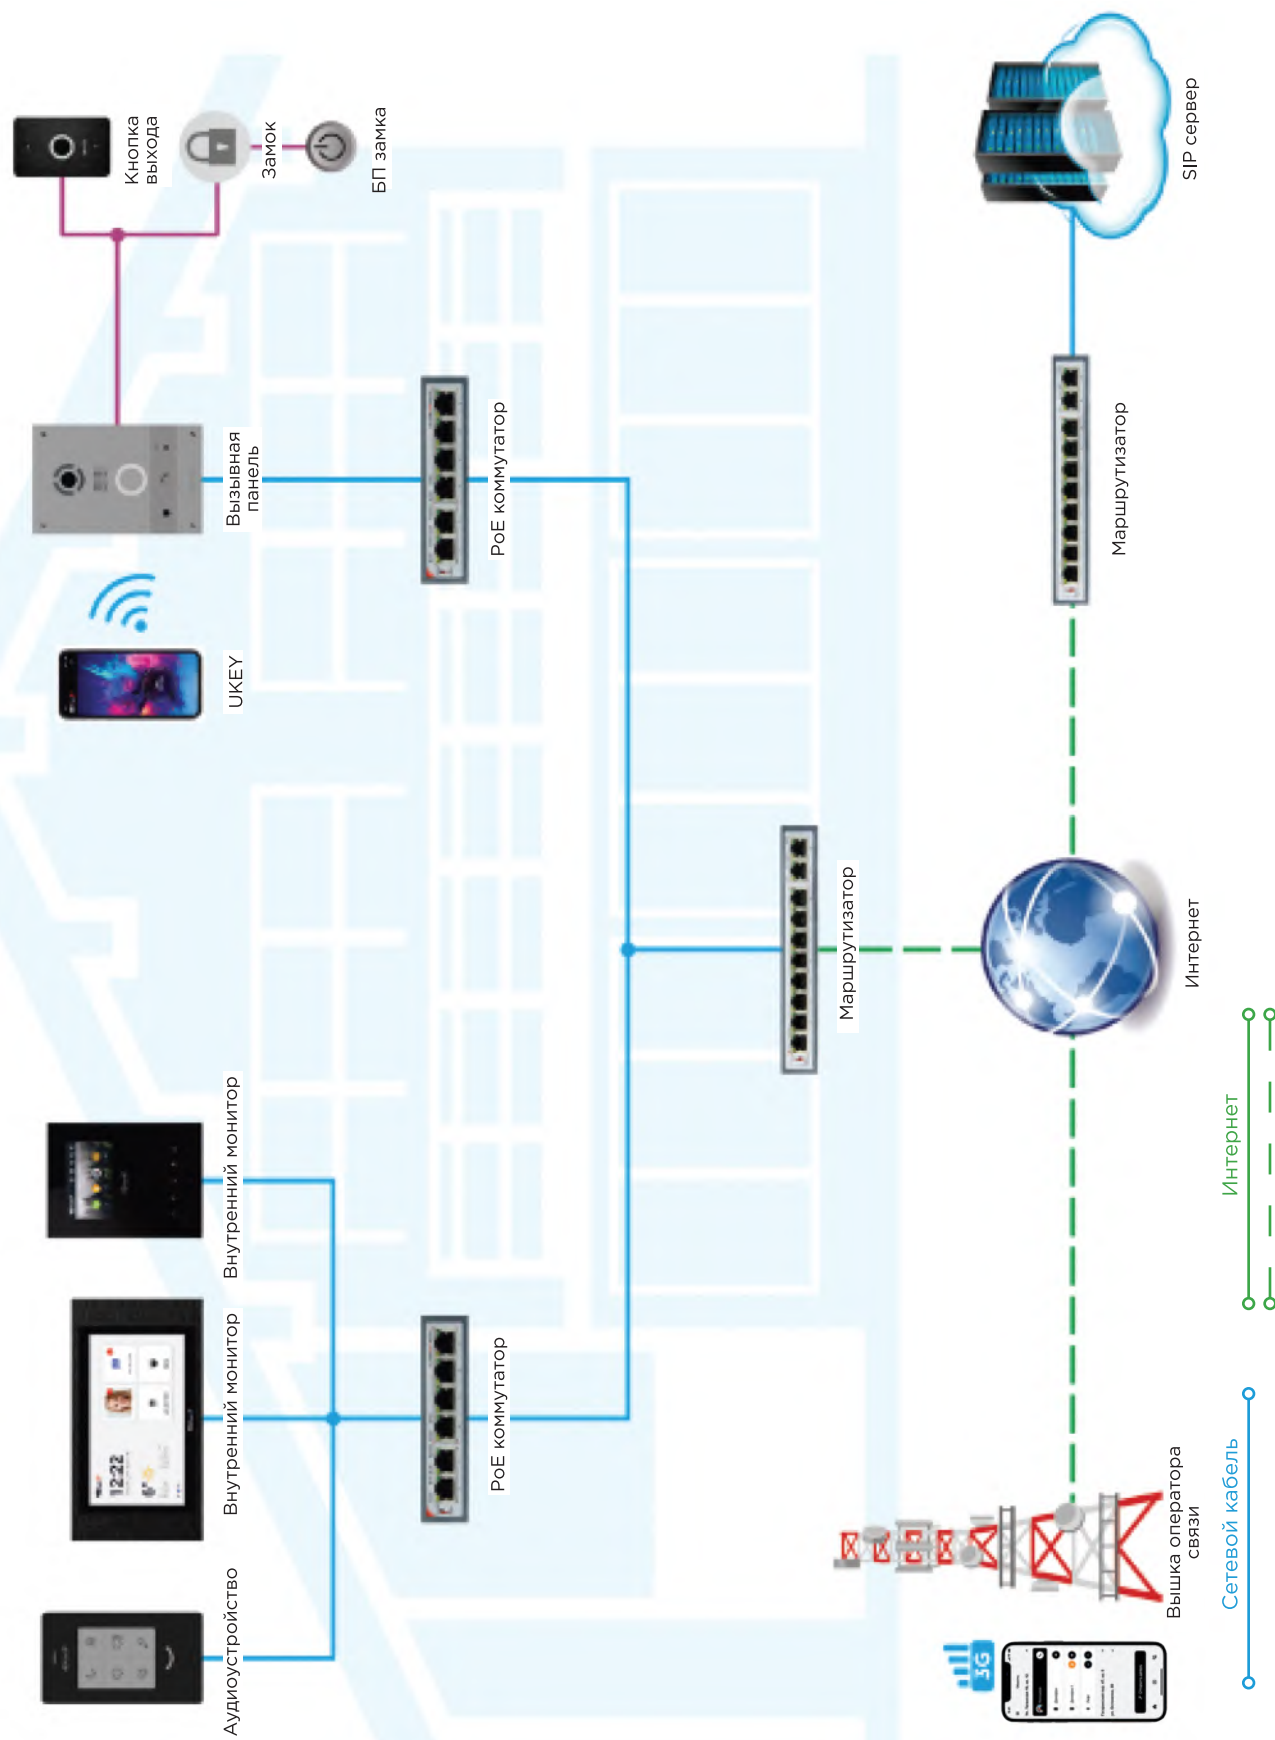 12:22
Аудиоустройство
Внутренний монитор
Внутренний монитор
UKEY
Вызывная
панель
Кнопка
выхода
Замок
БП замка
PoE коммутатор
PoE коммутатор
Маршрутизатор
3G
Вышка оператора
связи
Интернет
Маршрутизатор
SIP сервер
Сетевой кабель
Интернет